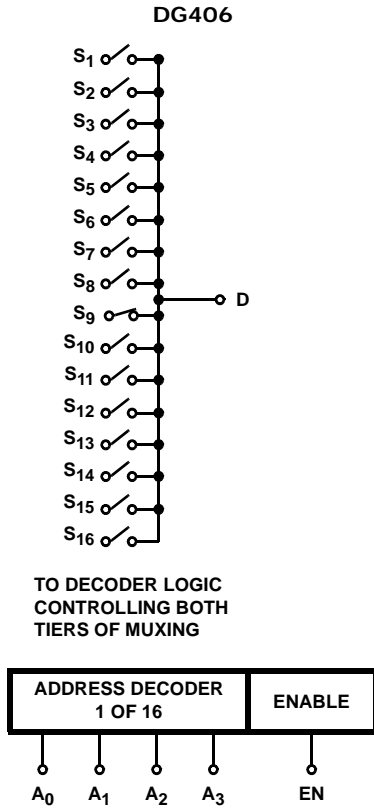 DG406
S1
S2
S3
S4
S5
S6
S7
S8
D
S9
S10
S11
S12
S13
S14
S15
S16
TO DECODER LOGIC
CONTROLLING BOTH
TIERS OF MUXING
ADDRESS DECODER
1 OF 16
ENABLE
A0 A1 A2 A3 EN